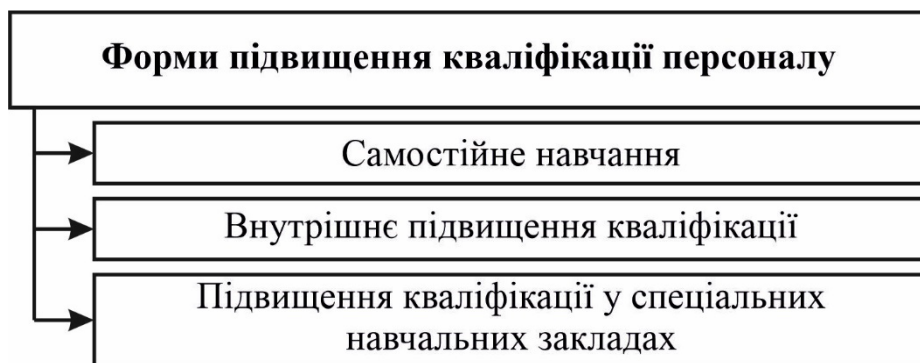 Форми підвищення кваліфікації персоналу
Самостійне навчання
Внутрішнє підвищення кваліфікації
Підвищення кваліфікації у спеціальних
навчальних закладах